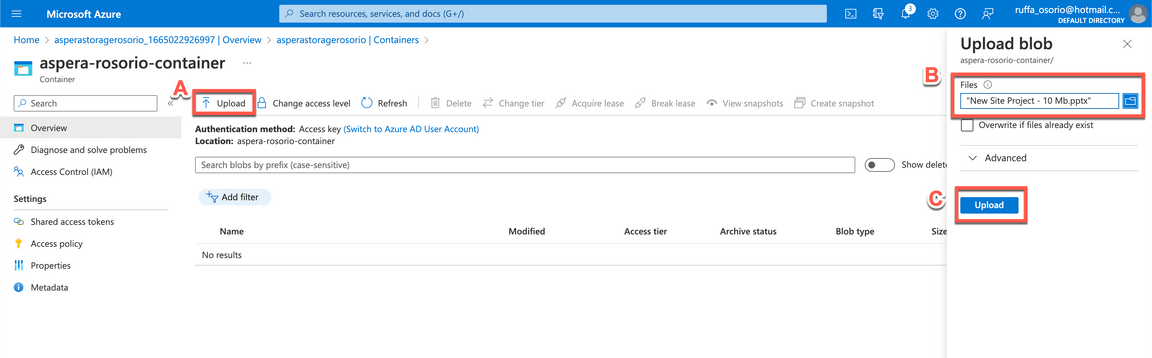 Microsoft Azure
Search resources, services, and docs (G+/)
3
ruffa_osorio@hotmail.c...
DEFAULT DIRECTORY
Home > asperastoragerosorio_1665022926997 | Overview > asperastoragerosorio | Containers >
aspera-rosorio-container ...
Container
Search
«
A
Upload
Change access level
Refresh
Delete
Change tier
Acquire lease
Break lease
View snapshots
Create snapshot
Overview
Diagnose and solve problems
Access Control (IAM)
Settings
Shared access tokens
Access policy
Properties
Metadata
Authentication method: Access key (Switch to Azure AD User Account)
Location: aspera-rosorio-container
Search blobs by prefix (case-sensitive)
Show delete
Add filter
Name Modified Access tier Archive status Blob type Size
No results
Upload blob
aspera-rosorio-container/
B
Files
"New Site Project - 10 Mb.pptx"
Overwrite if files already exist
Advanced
C
Upload